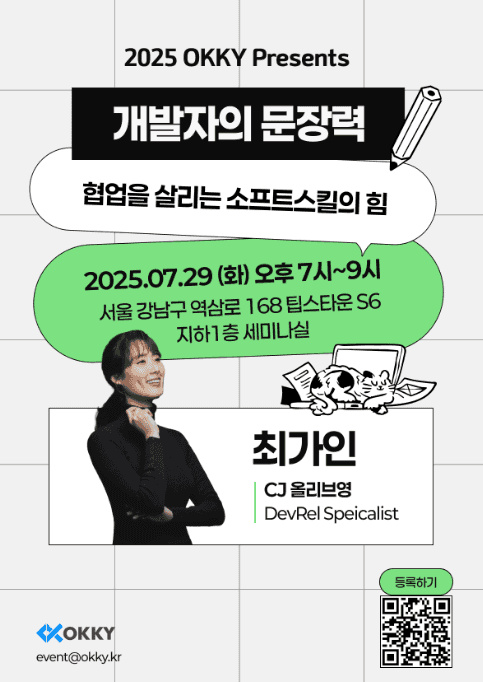 2025 OKKY Presents
개발자의 문장력
협업을 살리는 소프트스킬의 힘
2025.07.29 (화) 오후 7시~9시
서울 강남구 역삼로 168 팁스타운 S6
지하1층 세미나실
최가인
CJ 올리브영
DevRel Speicalist
등록하기
OKKY
event@okky.kr